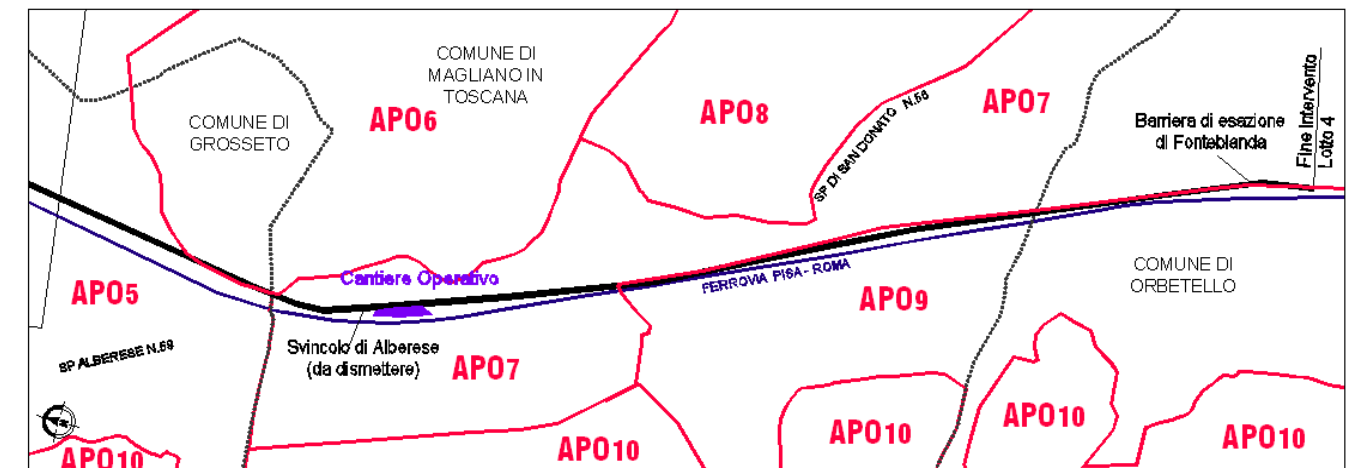 COMUNE DI
MAGLIANO IN
TOSCANA
COMUNE DI
GROSSETO
APO6
APO8
APO7
SP DI SAN DONATO N.56
Barriera di esazione
di Fonteblanda
Fine Intervento
Lotto 4
APO5
Cantiere Operativo
FERROVIA PISA - ROMA
APO9
COMUNE DI
ORBETELLO
SP ALBERESE N.59
Svincolo di Alberese
(da dismettere)
APO7
APO10
APO10
APO10
APO10
APO10
N